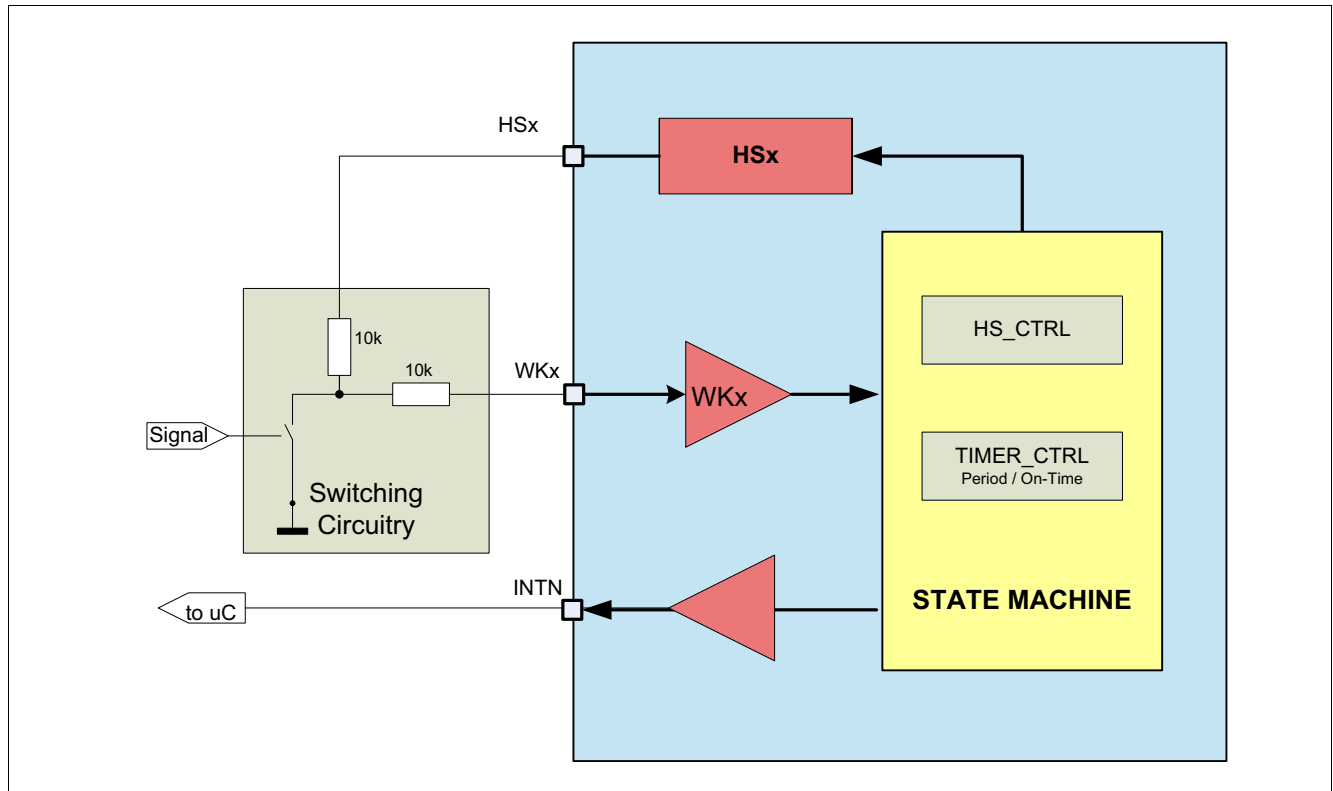 HSx
HSx
HS_CTRL
10k
10k
WKx
WKx
Signal
TIMER_CTRL
Period / On-Time
Switching
Circuitry
INTN
STATE MACHINE
to uC